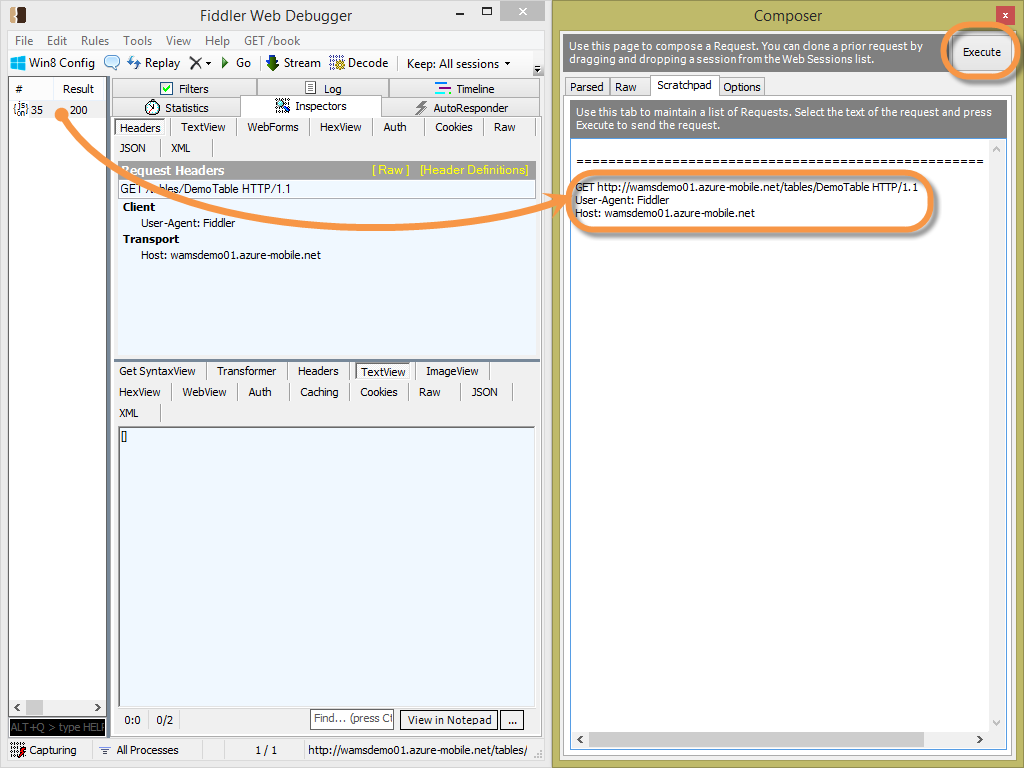 Fiddler Web Debugger
File Edit Rules Tools View Help GET /book
Win8 Config Replay Go Stream Decode Keep: All sessions
# Result
35 200
Filters Log Timeline
Statistics Inspectors AutoResponder
Headers TextView WebForms HexView Auth Cookies Raw
JSON XML
Request Headers [ Raw ] [Header Definitions]
GET /tables/DemoTable HTTP/1.1
Client
User-Agent: Fiddler
Transport
Host: wamsdemo01.azure-mobile.net
Get SyntaxView Transformer Headers TextView ImageView
HexView WebView Auth Caching Cookies Raw JSON
XML
[]
0:0 0/2 Find... (press Ct View in Notepad ...
ALT+Q > type HELP
Capturing All Processes 1 / 1 http://wamsdemo01.azure-mobile.net/tables/
Composer
x
Use this page to compose a Request. You can clone a prior request by
dragging and dropping a session from the Web Sessions list.
Execute
Parsed Raw Scratchpad Options
Use this tab to maintain a list of Requests. Select the text of the request and press
Execute to send the request.
===================================================
GET http://wamsdemo01.azure-mobile.net/tables/DemoTable HTTP/1.1
User-Agent: Fiddler
Host: wamsdemo01.azure-mobile.net